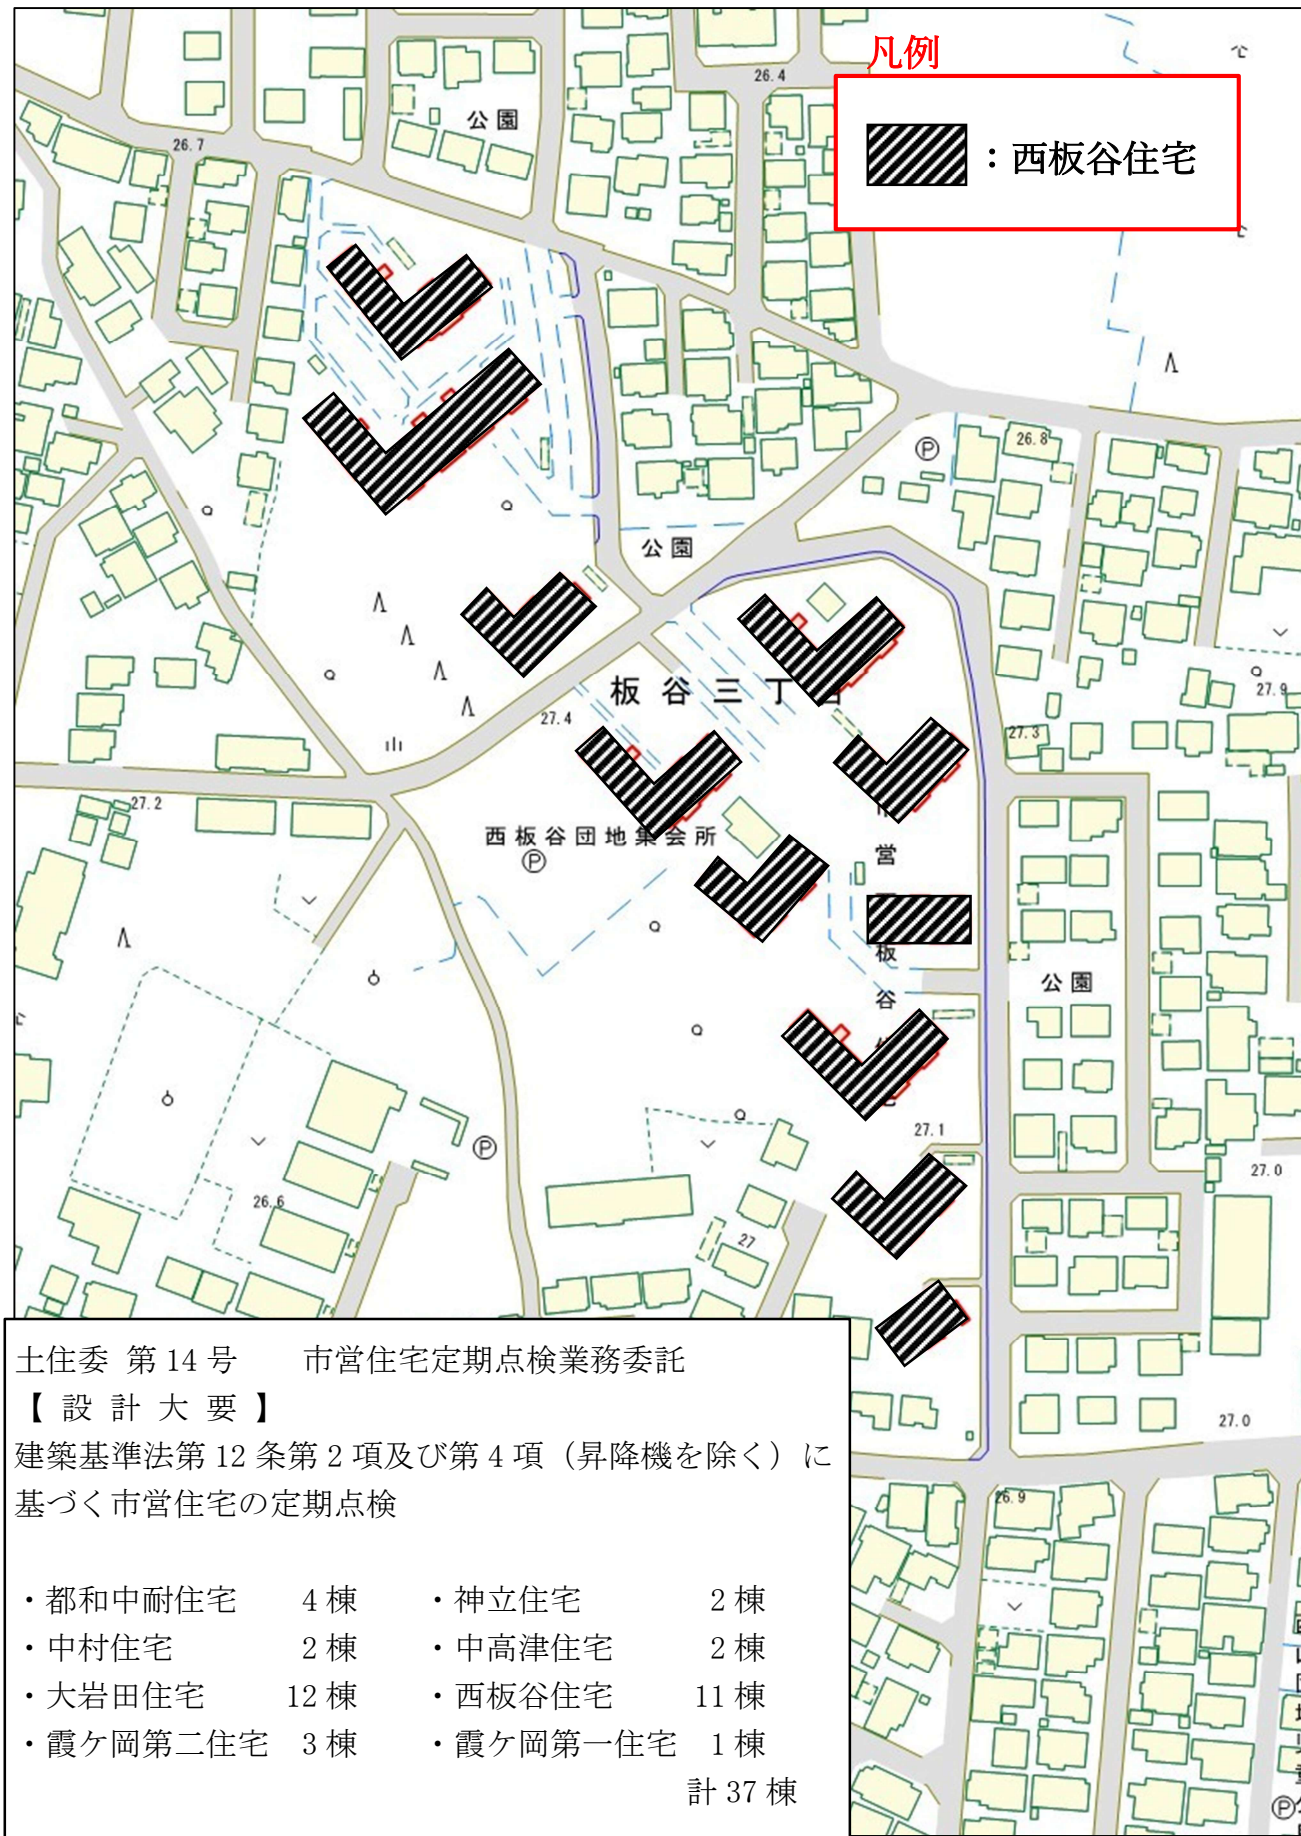 凡例
：西板谷住宅
26.4
公園
26.7
26.8
公園
27.9
板谷三丁
27.4
27.3
27.2
西板谷団地集会所
営
板
谷
公園
27.1
27.0
26.6
27
27.0
26.9
土住委 第14号 市営住宅定期点検業務委託
【 設 計 大 要 】
建築基準法第12条第2項及び第4項（昇降機を除く）に
基づく市営住宅の定期点検
・都和中耐住宅 4棟 ・神立住宅 2棟
・中村住宅 2棟 ・中高津住宅 2棟
・大岩田住宅 12棟 ・西板谷住宅 11棟
・霞ケ岡第二住宅 3棟 ・霞ケ岡第一住宅 1棟
計37棟